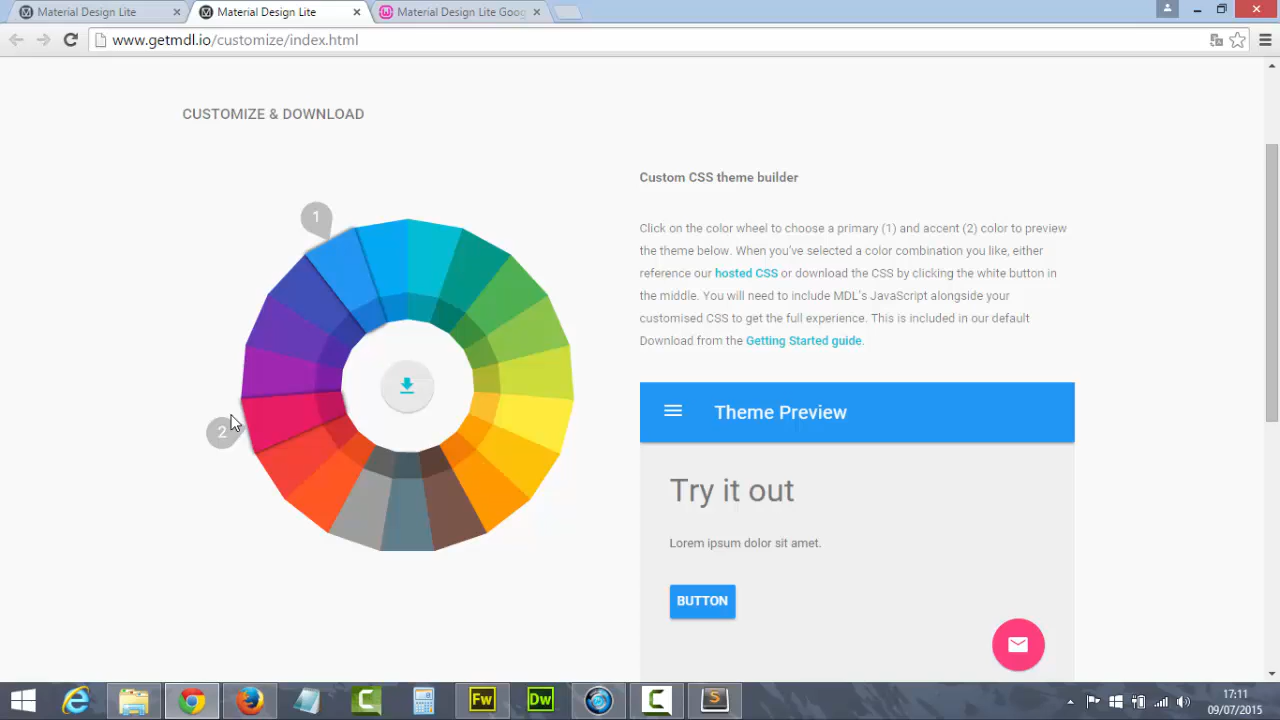 Material Design Lite
Material Design Lite
Material Design Lite Goog
www.getmdl.io/customize/index.html
CUSTOMIZE & DOWNLOAD
1
2
Custom CSS theme builder
Click on the color wheel to choose a primary (1) and accent (2) color to preview
the theme below. When you've selected a color combination you like, either
reference our hosted CSS or download the CSS by clicking the white button in
the middle. You will need to include MDL's JavaScript alongside your
customised CSS to get the full experience. This is included in our default
Download from the Getting Started guide.
Theme Preview
Try it out
Lorem ipsum dolor sit amet.
BUTTON
Fw
Dw
17:11
09/07/2015